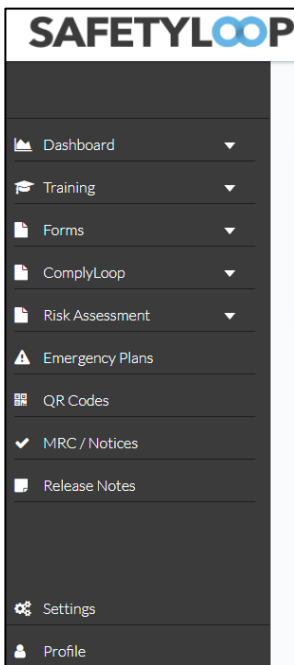 SAFETYLOOP
Dashboard
Training
Forms
ComplyLoop
Risk Assessment
Emergency Plans
QR Codes
MRC / Notices
Release Notes
Settings
Profile